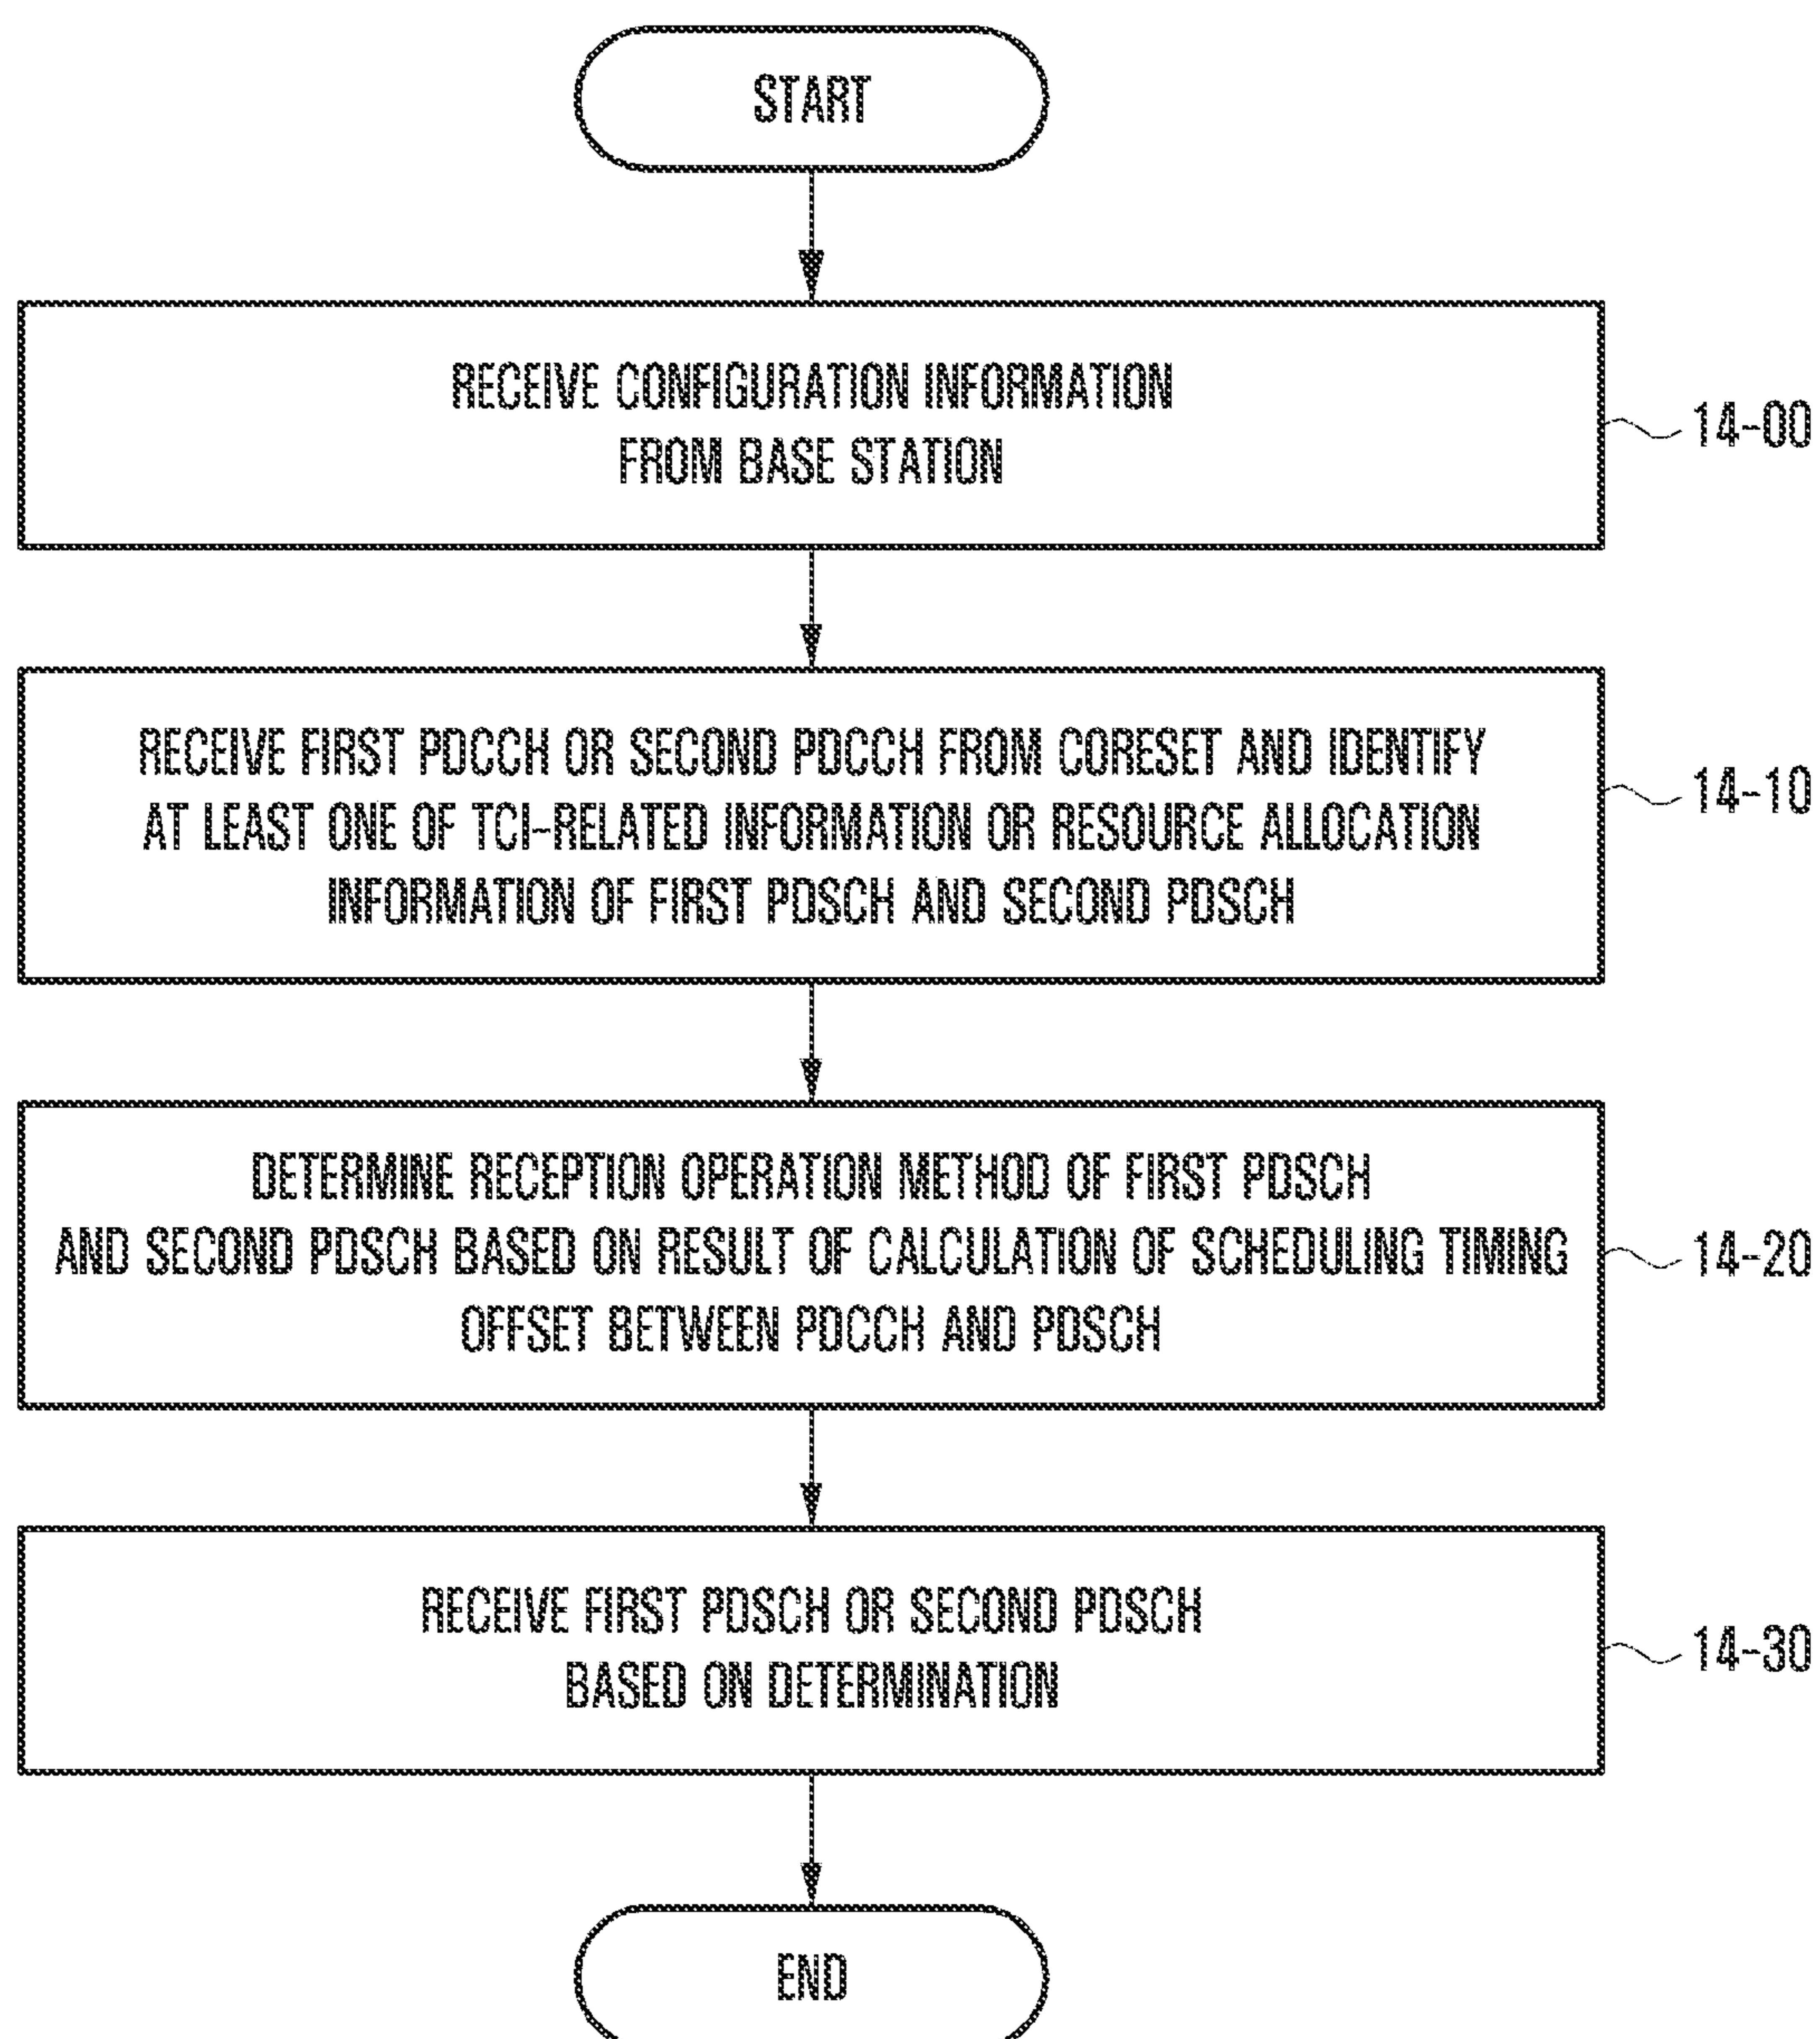 START
RECEIVE CONFIGURATION INFORMATION
FROM BASE STATION
14-00
RECEIVE FIRST PDCCH OR SECOND PDCCH FROM CORESET AND IDENTIFY
AT LEAST ONE OF TCI-RELATED INFORMATION OR RESOURCE ALLOCATION
INFORMATION OF FIRST PDSCH AND SECOND PDSCH
14-10
DETERMINE RECEPTION OPERATION METHOD OF FIRST PDSCH
AND SECOND PDSCH BASED ON RESULT OF CALCULATION OF SCHEDULING TIMING
OFFSET BETWEEN PDCCH AND PDSCH
14-20
RECEIVE FIRST PDSCH OR SECOND PDSCH
BASED ON DETERMINATION
14-30
END